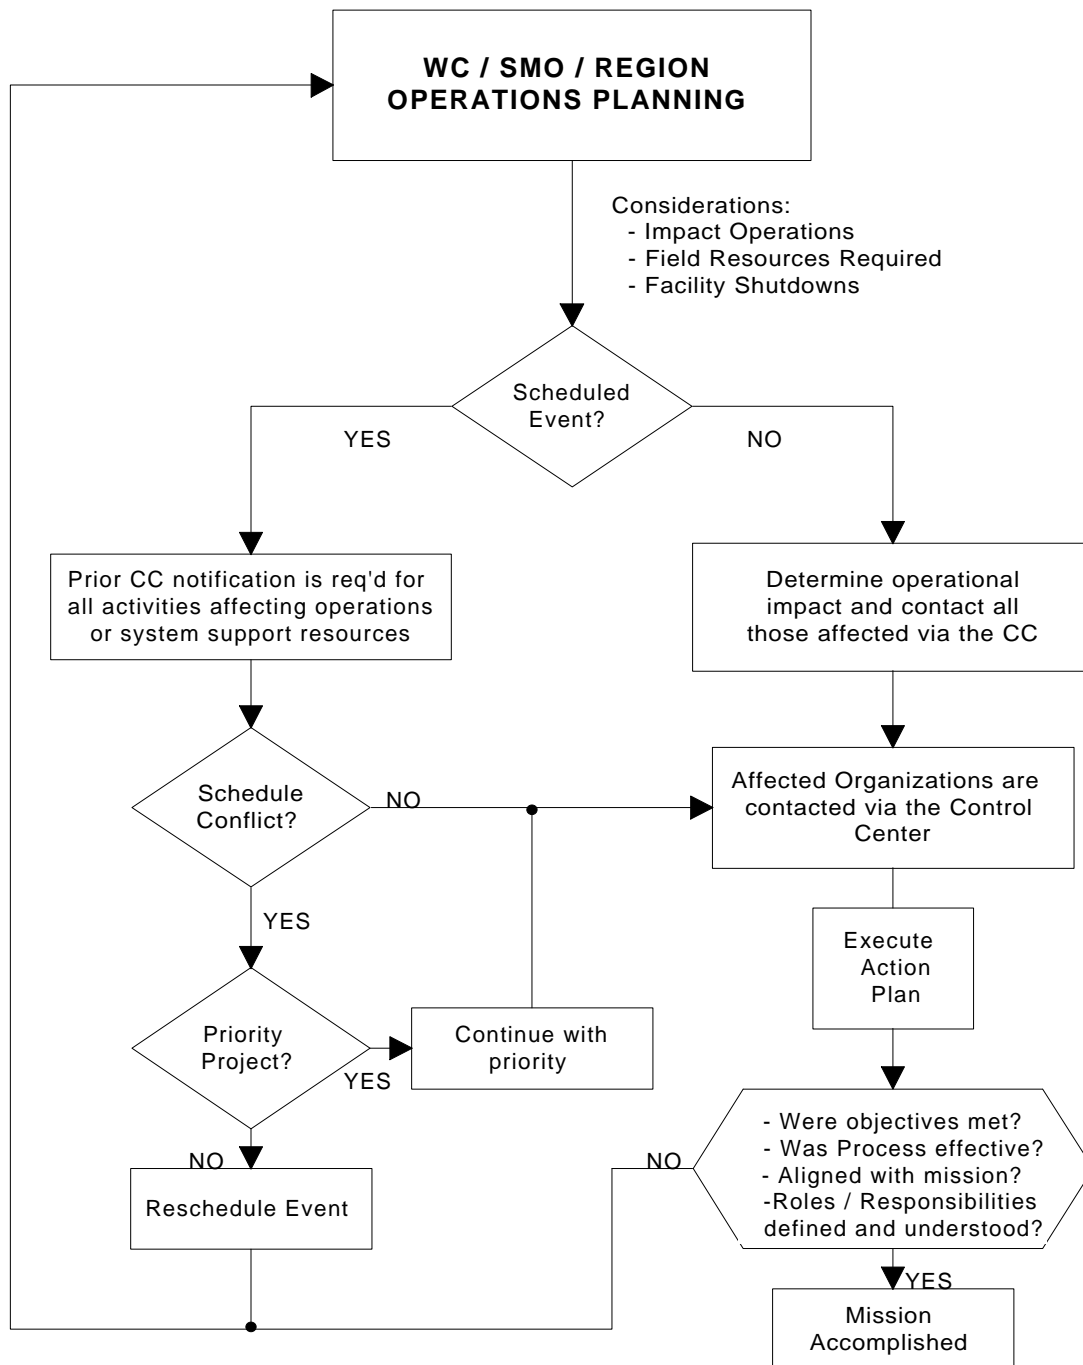 WC / SMO / REGION
OPERATIONS PLANNING
Considerations:
- Impact Operations
- Field Resources Required
- Facility Shutdowns
Scheduled
Event?
YES
NO
Prior CC notification is req'd for
all activities affecting operations
or system support resources
Determine operational
impact and contact all
those affected via the CC
Schedule
Conflict?
NO
Affected Organizations are
contacted via the Control
Center
YES
Execute
Action
Plan
Priority
Project?
YES
Continue with
priority
- Were objectives met?
- Was Process effective?
- Aligned with mission?
-Roles / Responsibilities
defined and understood?
NO
NO
Reschedule Event
YES
Mission
Accomplished